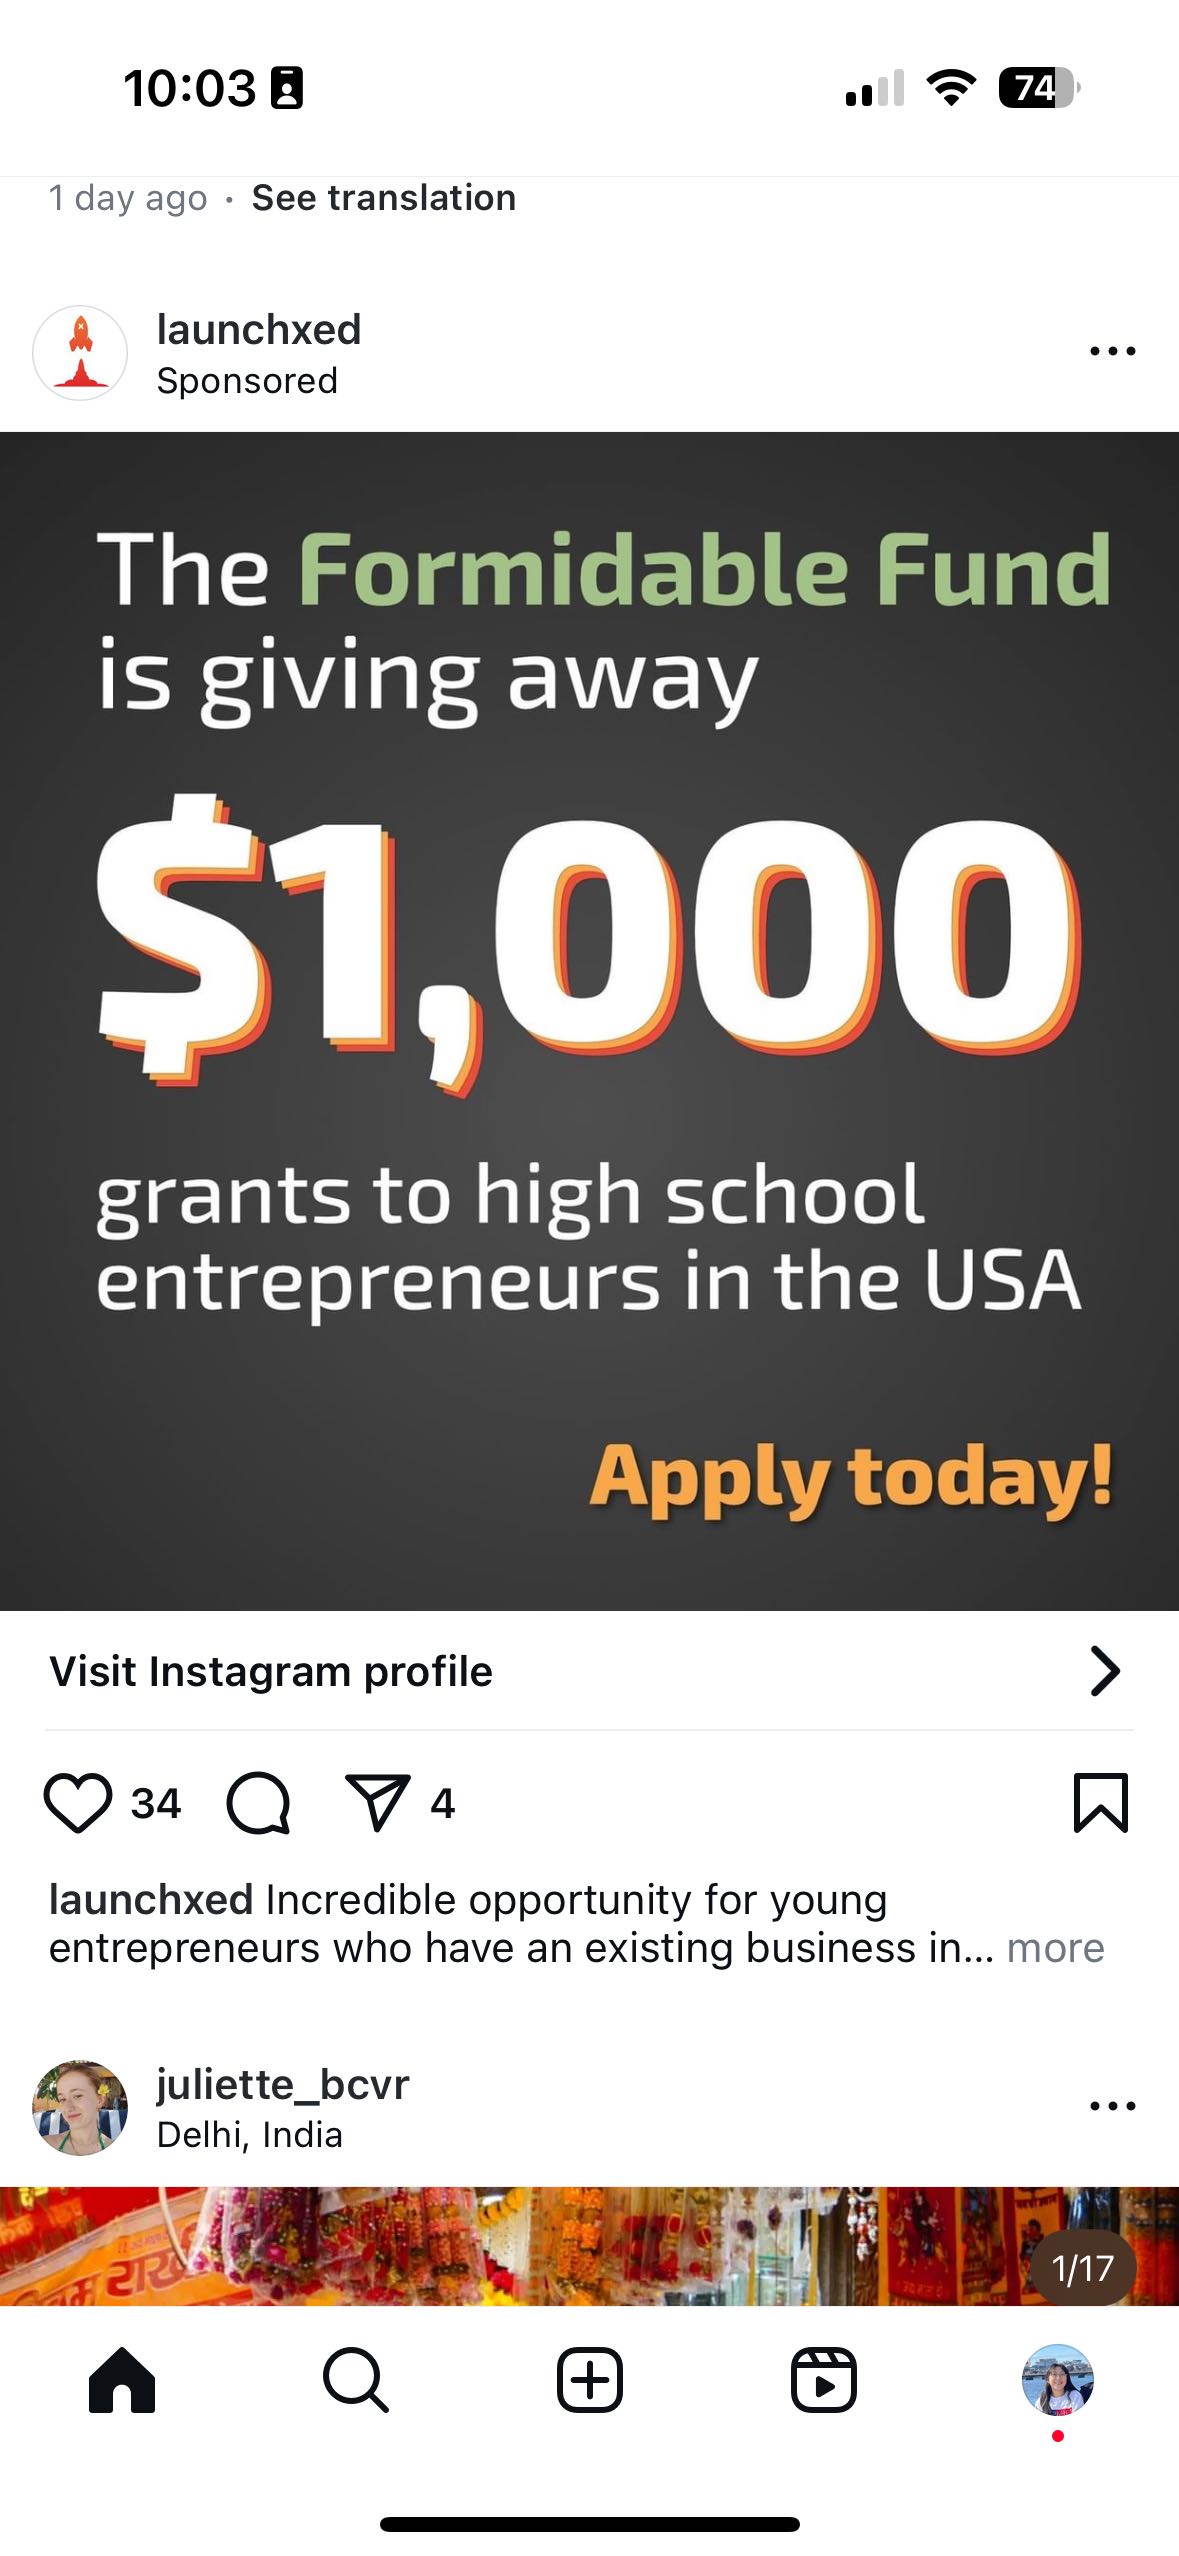 10:03
74
1 day ago · See translation
launchxed
Sponsored
The Formidable Fund
is giving away
$1,000
grants to high school
entrepreneurs in the USA
Apply today!
Visit Instagram profile
34
4
launchxed Incredible opportunity for young
entrepreneurs who have an existing business in... more
juliette_bcvr
Delhi, India
1/17